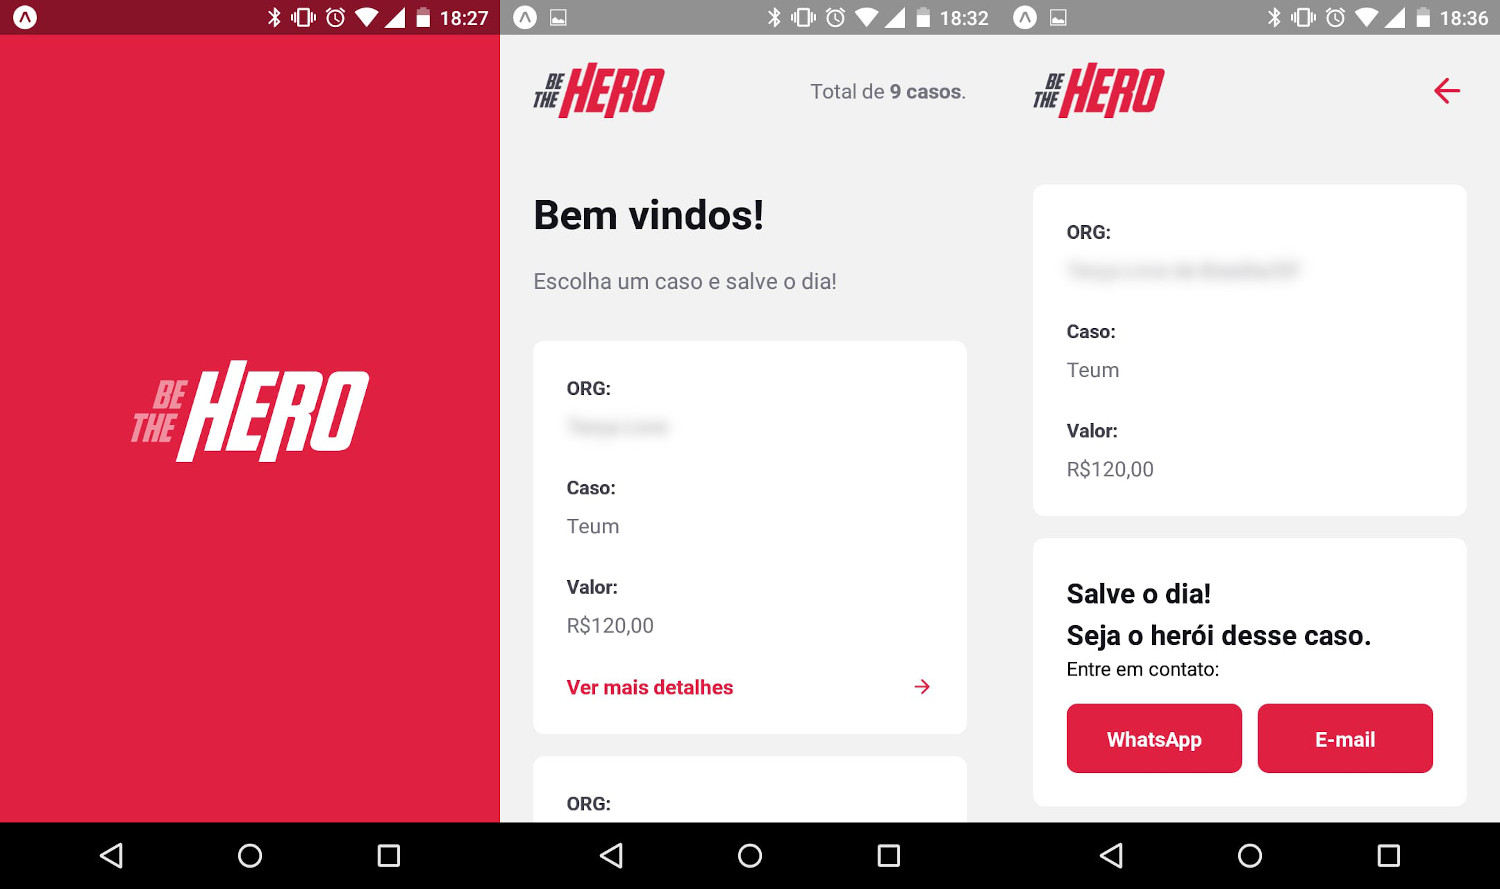 18:27
BE
THE HERO
18:32
BE
THE HERO
Total de 9 casos.
Bem vindos!
Escolha um caso e salve o dia!
ORG:
Caso:
Teum
Valor:
R$120,00
Ver mais detalhes
ORG:
18:36
BE
THE HERO
ORG:
Caso:
Teum
Valor:
R$120,00
Salve o dia!
Seja o herói desse caso.
Entre em contato:
WhatsApp
E-mail